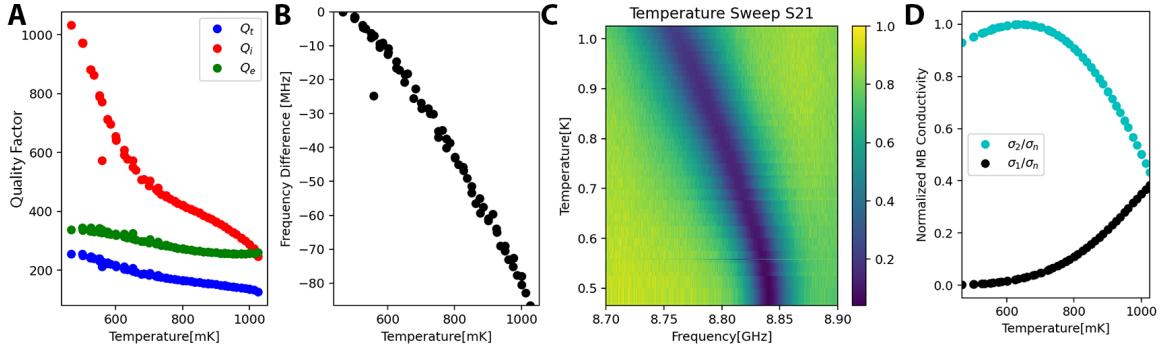 A
1000
800
600
400
200
Quality Factor
Qt
Qi
Qe
600
800
1000
Temperature[mK]
B
0
−10
−20
−30
−40
−50
−60
−70
−80
Frequency Difference [MHz]
600
800
1000
Temperature[mK]
C
Temperature Sweep S21
1.0
0.9
0.8
0.7
0.6
0.5
Temperature[K]
8.70
8.75
8.80
8.85
8.90
Frequency[GHz]
1.0
0.8
0.6
0.4
0.2
D
1.0
0.8
0.6
0.4
0.2
0.0
Normalized MB Conductivity
σ2/σn
σ1/σn
600
800
1000
Temperature[mK]